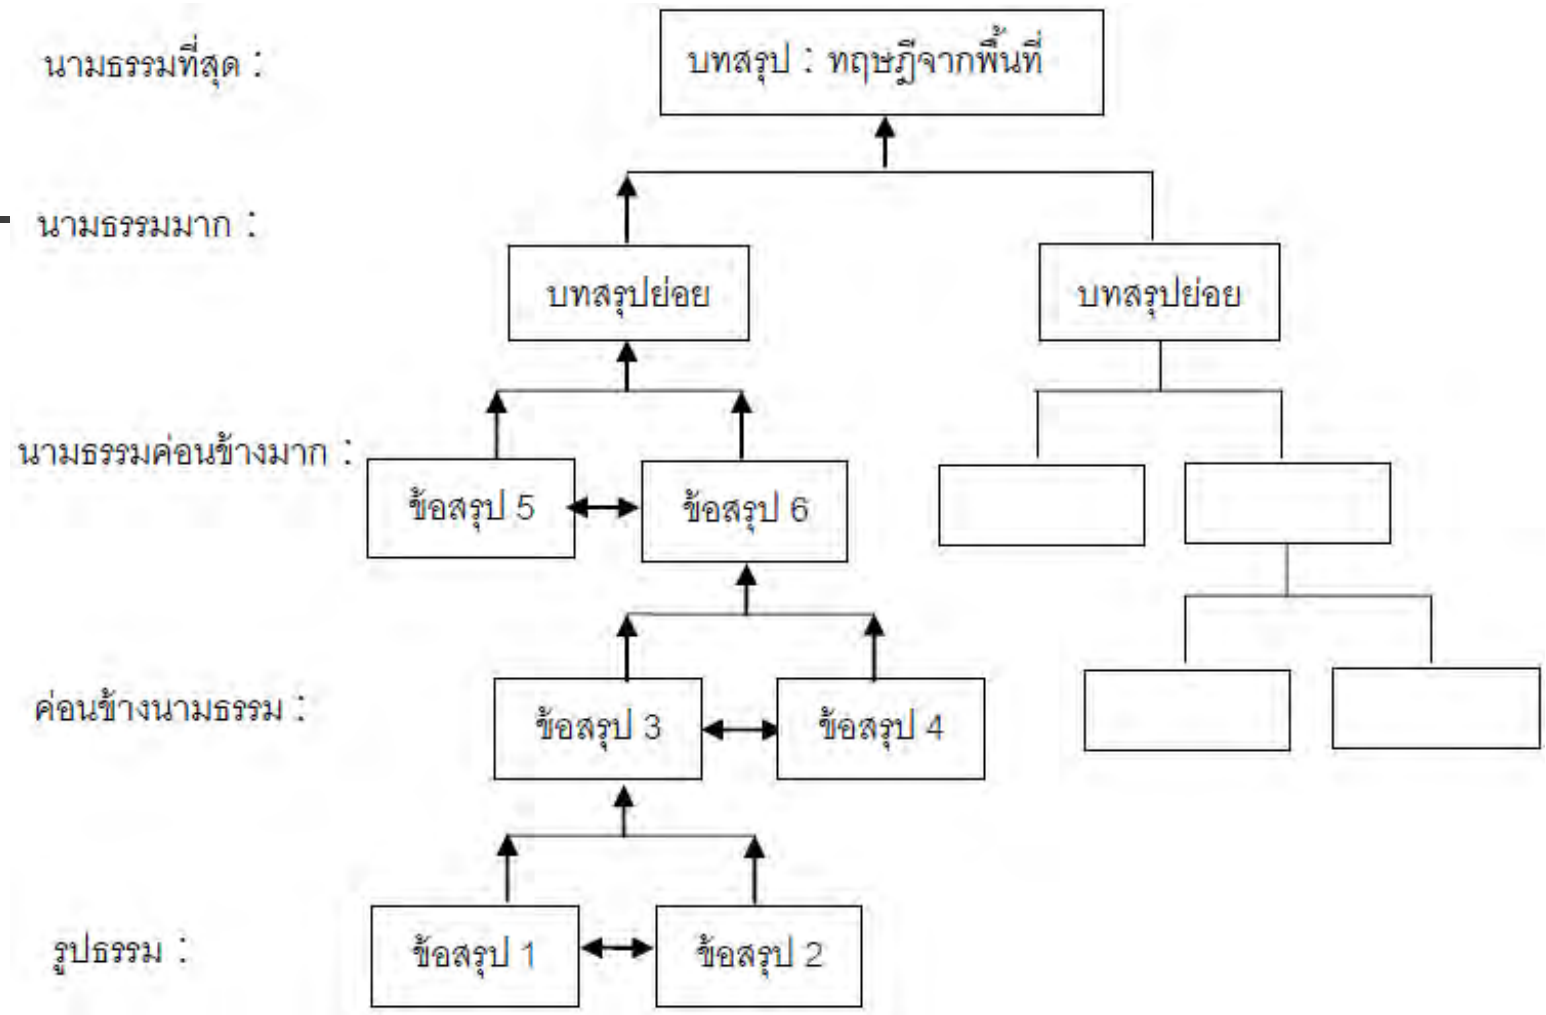 นามธรรมที่สุด :
บทสรุป : ทฤษฎีจากพื้นที่
นามธรรมมาก :
บทสรุปย่อย
บทสรุปย่อย
นามธรรมค่อนข้างมาก :
ข้อสรุป 5
ข้อสรุป 6
ค่อนข้างนามธรรม :
ข้อสรุป 3
ข้อสรุป 4
รูปธรรม :
ข้อสรุป 1
ข้อสรุป 2